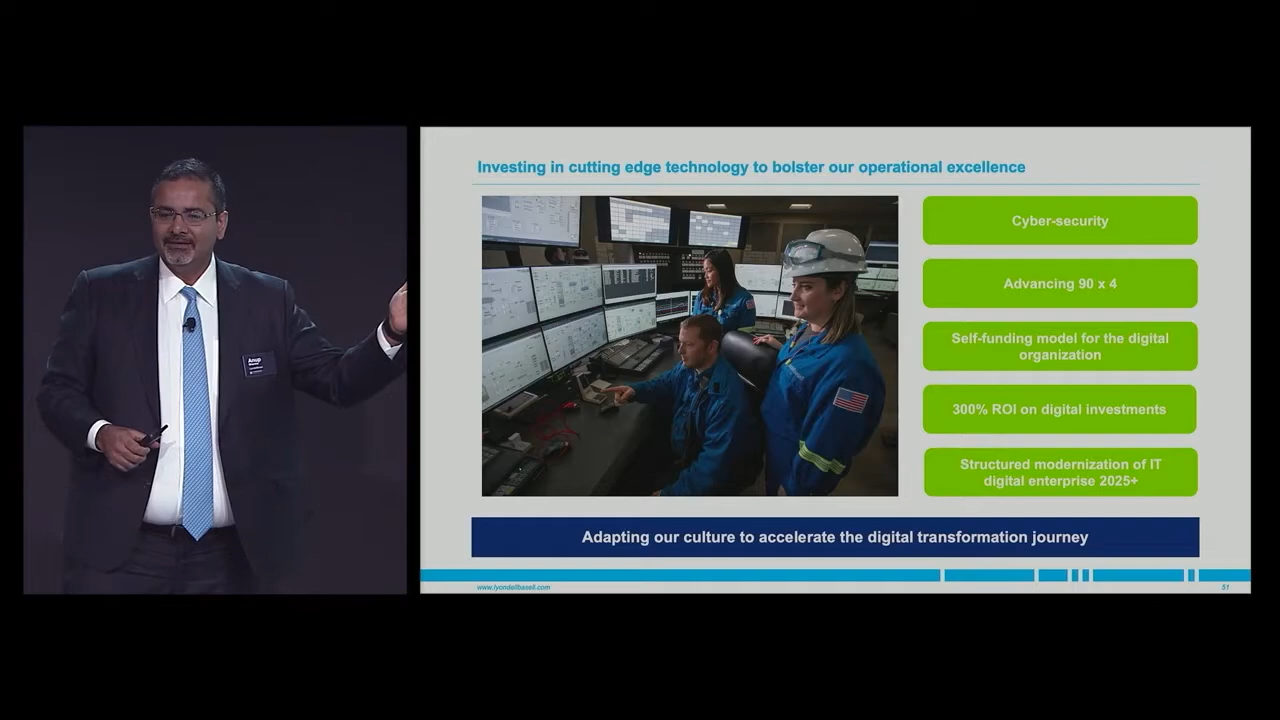 Investing in cutting edge technology to bolster our operational excellence
Cyber-security
Advancing 90 x 4
Self-funding model for the digital
organization
300% ROI on digital investments
Structured modernization of IT
digital enterprise 2025+
Adapting our culture to accelerate the digital transformation journey
www.lyondellbasell.com
51
Anup